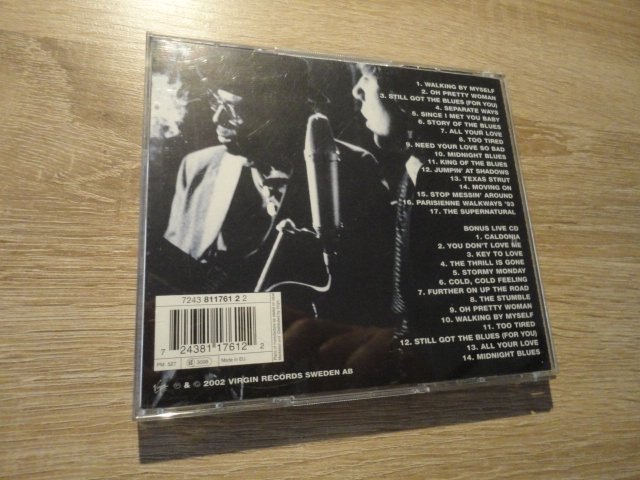 1. WALKING BY MYSELF
2. OH PRETTY WOMAN
3. STILL GOT THE BLUES (FOR YOU)
4. SEPARATE WAYS
5. SINCE I MET YOU BABY
6. STORY OF THE BLUES
7. ALL YOUR LOVE
8. TOO TIRED
9. NEED YOUR LOVE SO BAD
10. MIDNIGHT BLUES
11. KING OF THE BLUES
12. JUMPIN' AT SHADOWS
13. TEXAS STRUT
14. MOVING ON
15. STOP MESSIN' AROUND
16. PARISIENNE WALKWAYS '93
17. THE SUPERNATURAL
BONUS LIVE CD
1. CALDONIA
2. YOU DON'T LOVE ME
3. KEY TO LOVE
4. THE THRILL IS GONE
5. STORMY MONDAY
6. COLD, COLD FEELING
7. FURTHER ON UP THE ROAD
8. THE STUMBLE
9. OH PRETTY WOMAN
10. WALKING BY MYSELF
11. TOO TIRED
12. STILL GOT THE BLUES (FOR YOU)
13. ALL YOUR LOVE
14. MIDNIGHT BLUES
7243 811761 2 2
7 24381 17612 2
PM: 527
Made in EU
℗ & © 2002 VIRGIN RECORDS SWEDEN AB